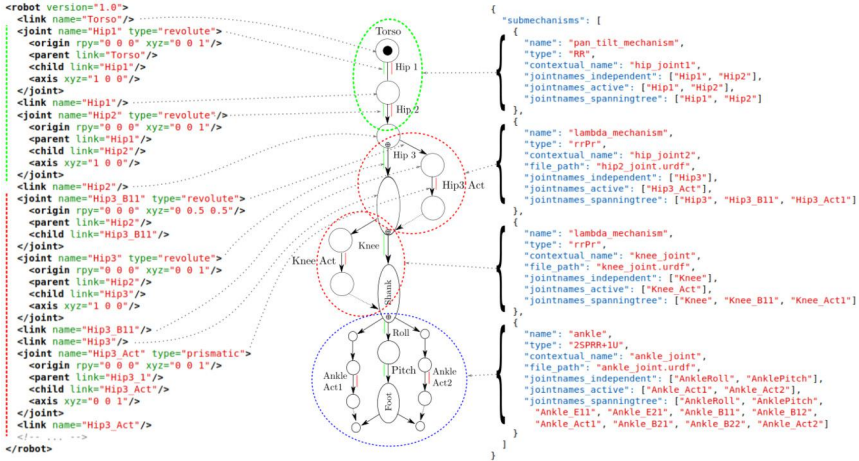 <robot version="1.0">
<link name="Torso"/>
<joint name="Hip1" type="revolute">
<origin rpy="0 0 0" xyz="0 0 1"/>
<parent link="Torso"/>
<child link="Hip1"/>
<axis xyz="1 0 0"/>
</joint>
<link name="Hip1"/>
<joint name="Hip2" type="revolute"/>
<origin rpy="0 0 0" xyz="0 0 1"/>
<parent link="Hip1"/>
<child link="Hip2"/>
<axis xyz="1 0 0"/>
</joint>
<link name="Hip2"/>
<joint name="Hip3_B11" type="revolute">
<origin rpy="0 0 0" xyz="0 0.5 0.5"/>
<parent link="Hip2"/>
<child link="Hip3_B11"/>
</joint>
<joint name="Hip3" type="revolute">
<origin rpy="0 0 0" xyz="0 0 1"/>
<parent link="Hip2"/>
<child link="Hip3"/>
<axis xyz="1 0 0"/>
</joint>
<link name="Hip3_B11"/>
<link name="Hip3"/>
<joint name="Hip3_Act" type="prismatic">
<origin rpy="0 0 0" xyz="0 0 1"/>
<parent link="Hip3_1"/>
<child link="Hip3_Act"/>
<axis xyz="0 0 1"/>
</joint>
<link name="Hip3_Act"/>
<!-- ... -->
</robot>
Torso
Hip 1
Hip 2
Hip 3
Hip3 Act
Knee
Knee Act
Shank
Roll
Pitch
Ankle
Act1
Ankle
Act2
Foot
{
"submechanisms": [
{
"name": "pan_tilt_mechanism",
"type": "RR",
"contextual_name": "hip_joint1",
"jointnames_independent": ["Hip1", "Hip2"],
"jointnames_active": ["Hip1", "Hip2"],
"jointnames_spanningtree": ["Hip1", "Hip2"]
},
{
"name": "lambda_mechanism",
"type": "rrPr",
"contextual_name": "hip_joint2",
"file_path": "hip2_joint.urdf",
"jointnames_independent": ["Hip3"],
"jointnames_active": ["Hip3_Act"],
"jointnames_spanningtree": ["Hip3", "Hip3_B11", "Hip3_Act1"]
},
{
"name": "lambda_mechanism",
"type": "rrPr",
"contextual_name": "knee_joint",
"file_path": "knee_joint.urdf",
"jointnames_independent": ["Knee"],
"jointnames_active": ["Knee_Act"],
"jointnames_spanningtree": ["Knee", "Knee_B11", "Knee_Act1"]
},
{
"name": "ankle",
"type": "2SPRR+1U",
"contextual_name": "ankle_joint",
"file_path": "ankle_joint.urdf",
"jointnames_independent": ["AnkleRoll", "AnklePitch"],
"jointnames_active": ["Ankle_Act1", "Ankle_Act2"],
"jointnames_spanningtree": ["AnkleRoll", "AnklePitch",
"Ankle_E11", "Ankle_E21", "Ankle_B11", "Ankle_B12",
"Ankle_Act1", "Ankle_B21", "Ankle_B22", "Ankle_Act2"]
}
]
}